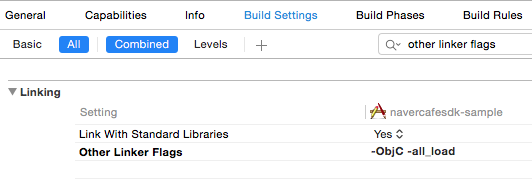 General Capabilities Info Build Settings Build Phases Build Rules
Basic All Combined Levels + other linker flags
Linking
Setting navercafesdk-sample
Link With Standard Libraries Yes
Other Linker Flags -ObjC -all_load